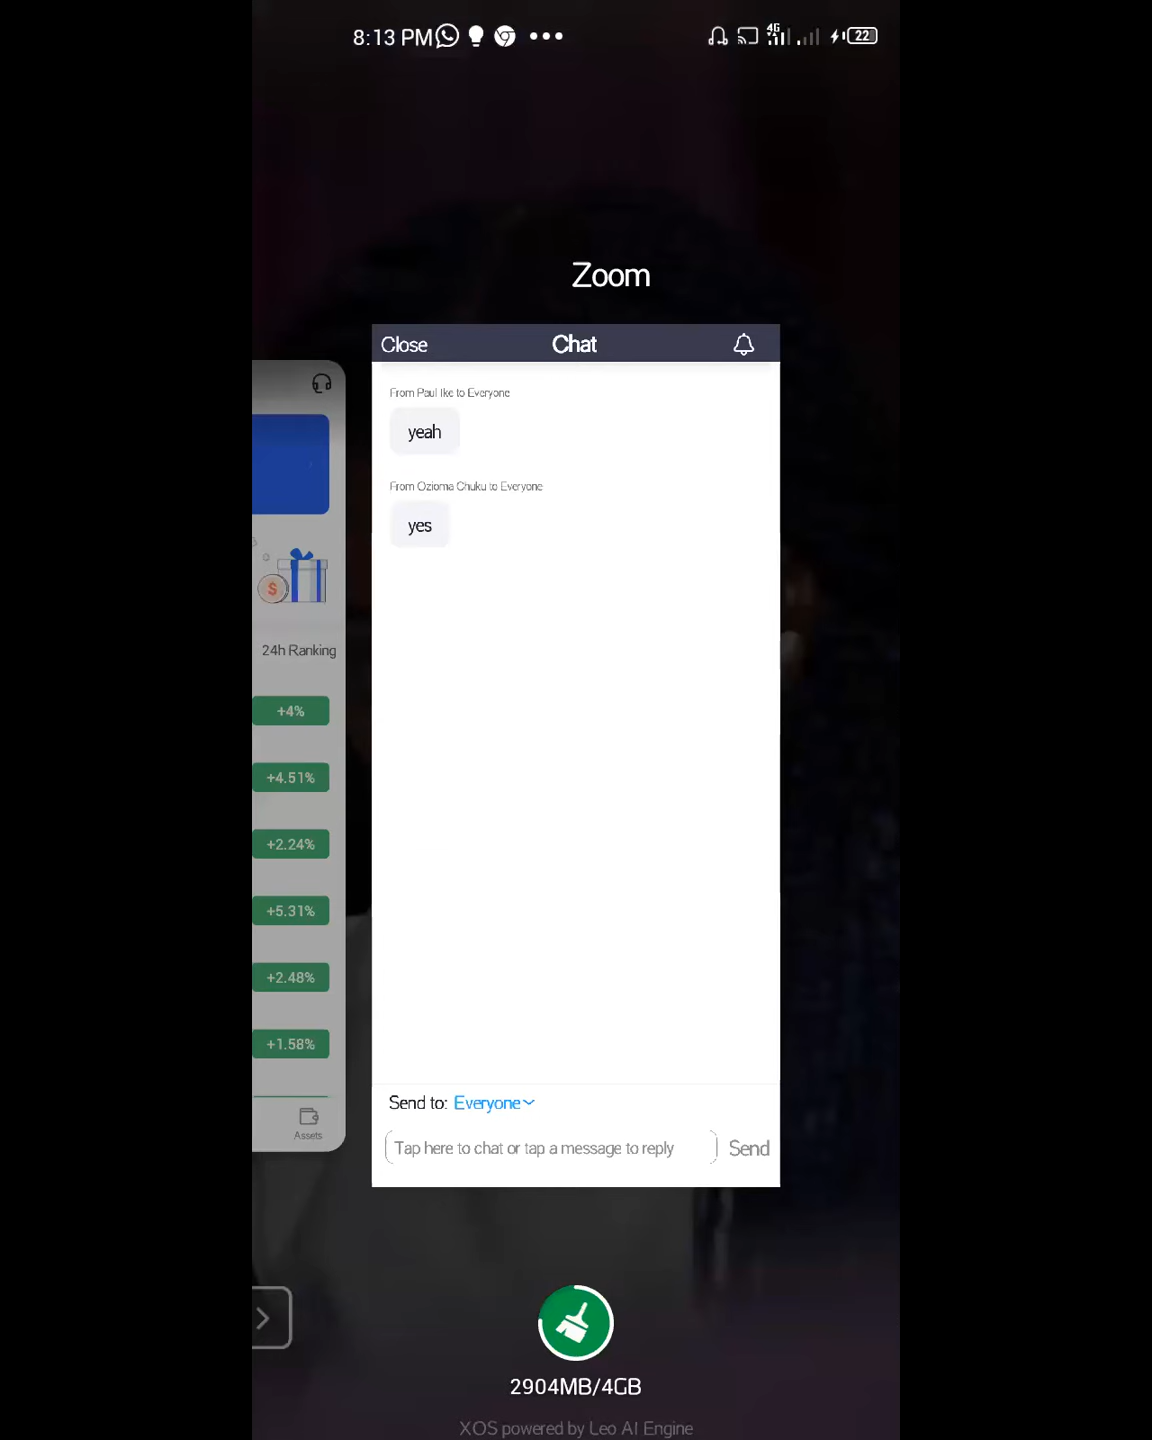 8:13 PM
4G
22
Zoom
Close
Chat
From Paul Ike to Everyone
yeah
From Ozioma Chuku to Everyone
yes
24h Ranking
+4%
+4.51%
+2.24%
+5.31%
+2.48%
+1.58%
Assets
Send to: Everyone
Tap here to chat or tap a message to reply
Send
2904MB/4GB
XOS powered by Leo AI Engine